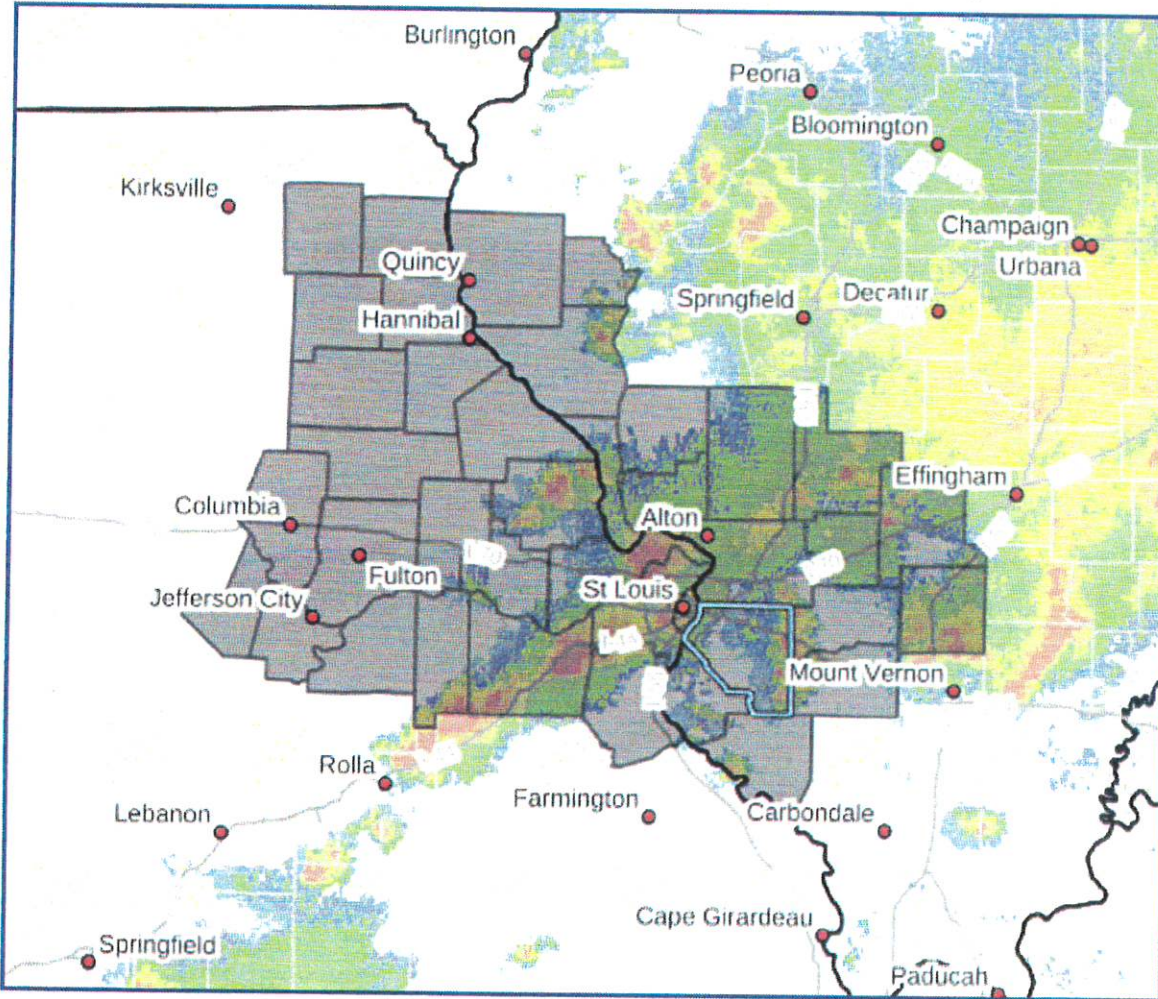 Burlington
Peoria
Bloomington
Kirksville
Champaign
Urbana
Quincy
Springfield
Decatur
Hannibal
Effingham
Columbia
Alton
Fulton
Jefferson City
St Louis
Mount Vernon
Rolla
Farmington
Lebanon
Carbondale
Cape Girardeau
Springfield
Paducah